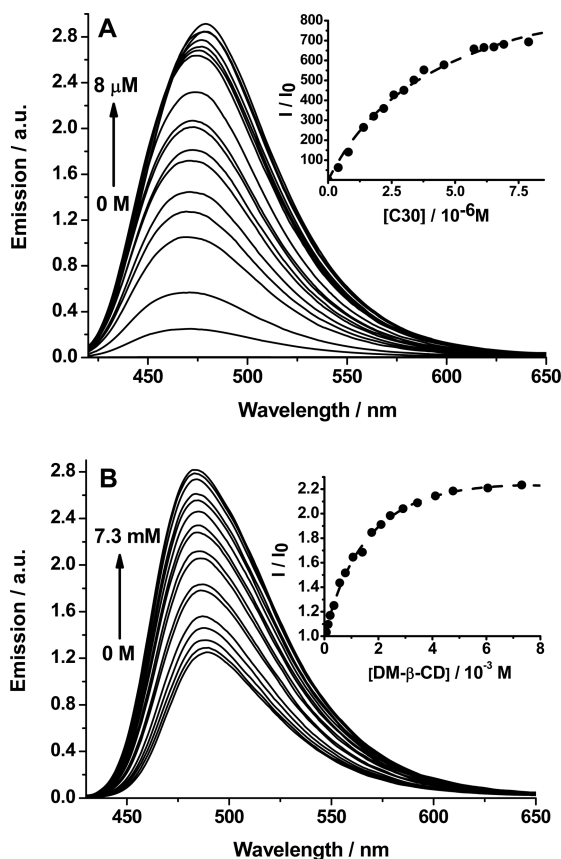 A
Emission / a.u.
2.8
2.4
2.0
1.6
1.2
0.8
0.4
0.0
8 μM
0 M
450 500 550 600 650
Wavelength / nm
I / I0
800
700
600
500
400
300
200
100
0.0 2.5 5.0 7.5
[C30] / 10-6M
B
Emission / a.u.
2.8
2.4
2.0
1.6
1.2
0.8
0.4
0.0
7.3 mM
0 M
450 500 550 600 650
Wavelength / nm
I / I0
2.2
2.0
1.8
1.6
1.4
1.2
1.0
0 2 4 6 8
[DM-β-CD] / 10-3 M